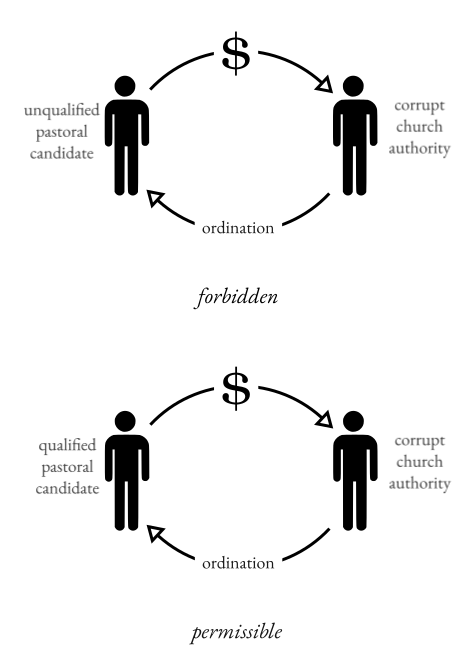 $
unqualified
pastoral
candidate
corrupt
church
authority
ordination
forbidden
$
qualified
pastoral
candidate
corrupt
church
authority
ordination
permissible